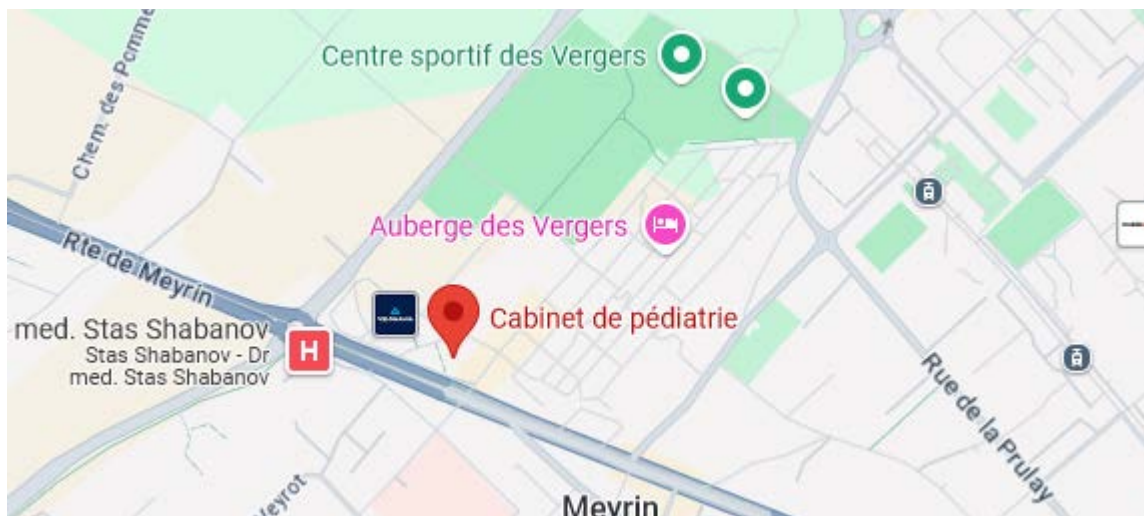 Centre sportif des Vergers
Chem. des Pomme
Auberge des Vergers
Rte de Meyrin
Cabinet de pédiatrie
med. Stas Shabanov
Stas Shabanov - Dr
med. Stas Shabanov
H
Rue de la Prulay
Meyrin